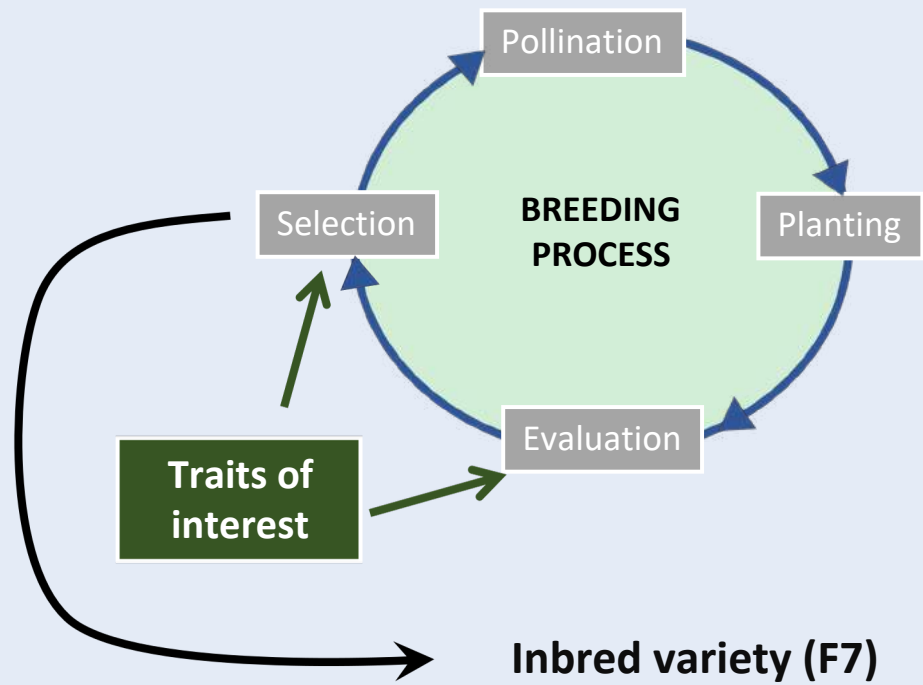 Pollination
Selection
BREEDING
PROCESS
Planting
Evaluation
Traits of
interest
Inbred variety (F7)